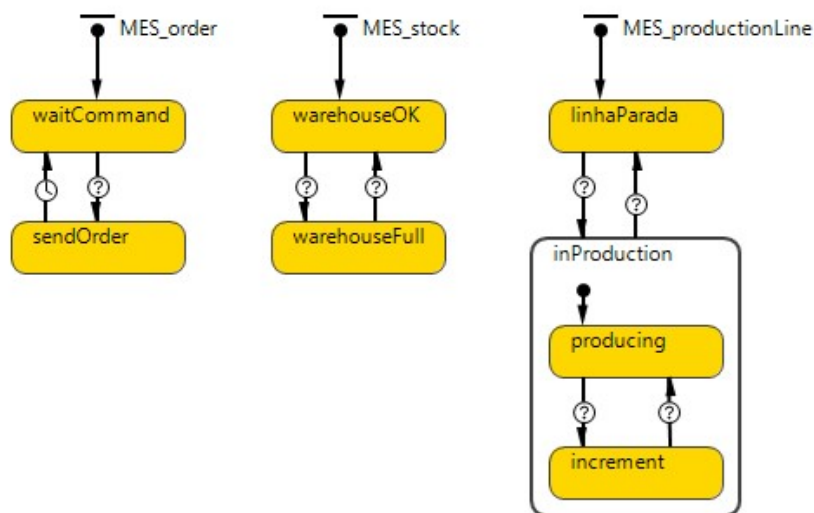 MES_order
waitCommand
?
sendOrder
MES_stock
warehouseOK
? ?
warehouseFull
MES_productionLine
linhaParada
? ?
inProduction
producing
? ?
increment